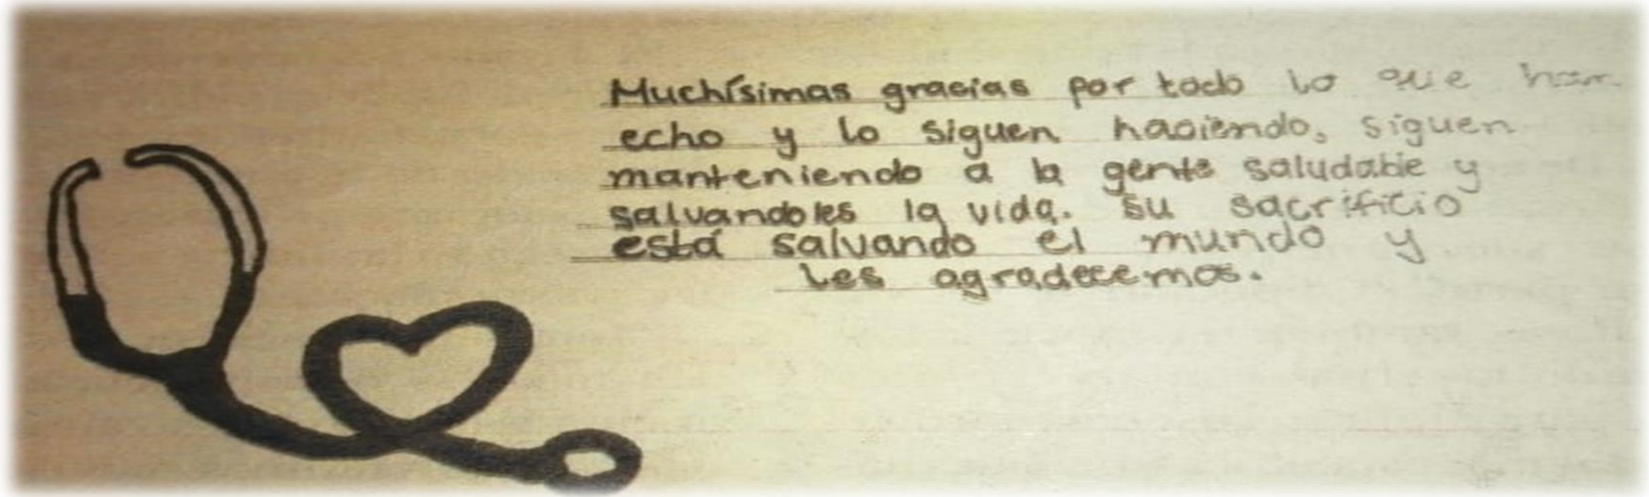 Muchísimas gracias por todo lo que han
echo y lo siguen haciendo, siguen
manteniendo a la gente saludable y
salvandoles la vida. su sacrificio
está salvando el mundo y
les agradecemos.